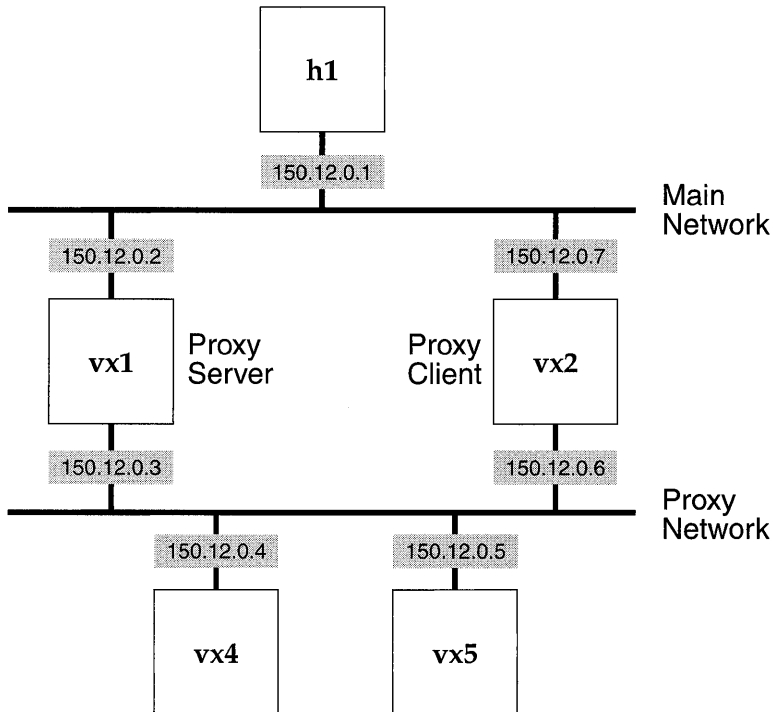 h1
150.12.0.1
Main
Network
150.12.0.2
150.12.0.7
vx1
Proxy
Server
Proxy
Client
vx2
150.12.0.3
150.12.0.6
Proxy
Network
150.12.0.4
150.12.0.5
vx4
vx5